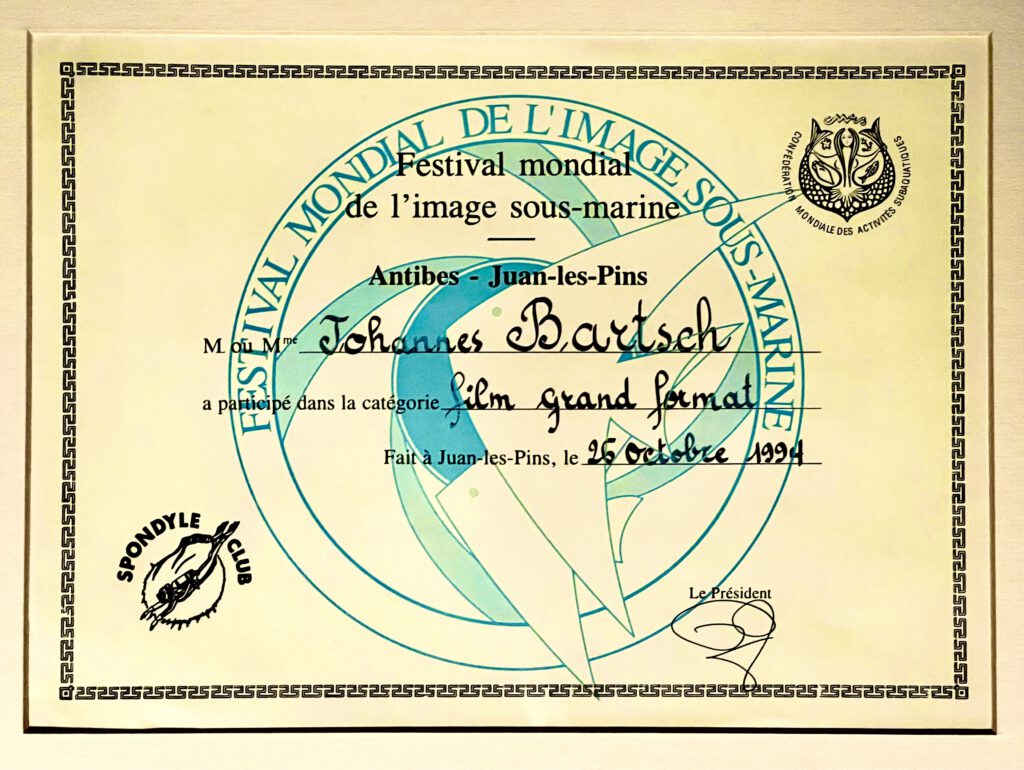 FESTIVAL MONDIAL DE L'IMAGE SOUS-MARINE
CONFÉDÉRATION MONDIALE DES ACTIVITÉS SUBAQUATIQUES
Festival mondial
de l'image sous-marine
Antibes - Juan-les-Pins
M. ou Mme Johannes Bartsch
a participé dans la catégorie film grand format
Fait à Juan-les-Pins, le 26 octobre 1994
SPONDYLE CLUB
Le Président